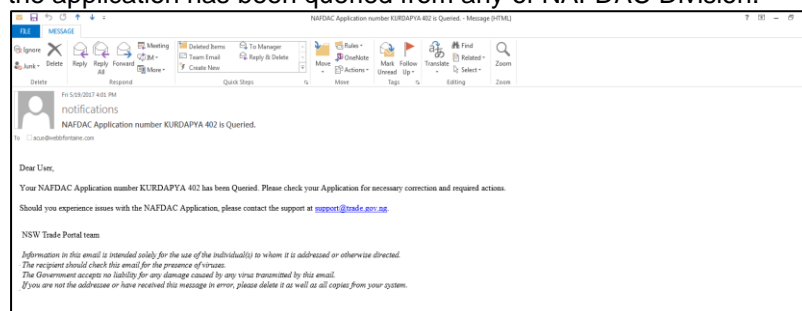 the application has been queried from any of NAFDAC Division.
NAFDAC Application number KURDAPYA 402 is Queried. - Message (HTML)
FILE MESSAGE
Ignore
Junk
Delete
Reply
Reply All
Forward
Meeting
IM
More
Deleted Items
Team Email
Create New
To Manager
Reply & Delete
Move
Rules
OneNote
Actions
Mark Unread
Follow Up
Translate
Find
Related
Select
Zoom
Delete Respond Quick Steps Move Tags Editing Zoom
Fri 5/19/2017 4:01 PM
notifications
NAFDAC Application number KURDAPYA 402 is Queried.
To
Dear User,
Your NAFDAC Application number KURDAPYA 402 has been Queried. Please check your Application for necessary correction and required actions.
Should you experience issues with the NAFDAC Application, please contact the support at support@trade.gov.ng.
NSW Trade Portal team
Information in this email is intended solely for the use of the individual(s) to whom it is addressed or otherwise directed.
The recipient should check this email for the presence of viruses.
The Government accepts no liability for any damage caused by any virus transmitted by this email.
If you are not the addressee or have received this message in error, please delete it as well as all copies from your system.